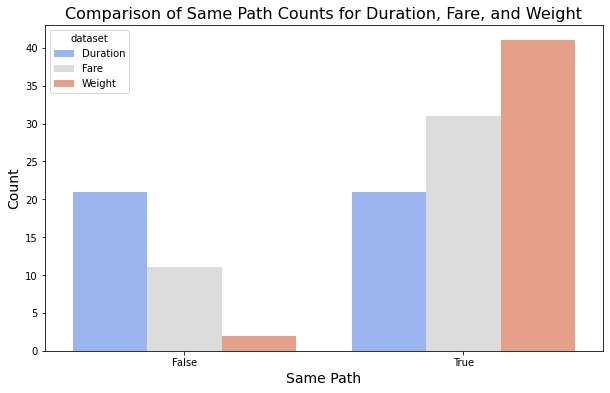 Comparison of Same Path Counts for Duration, Fare, and Weight
dataset
Duration
Fare
Weight
Count
40
35
30
25
20
15
10
5
0
False
True
Same Path